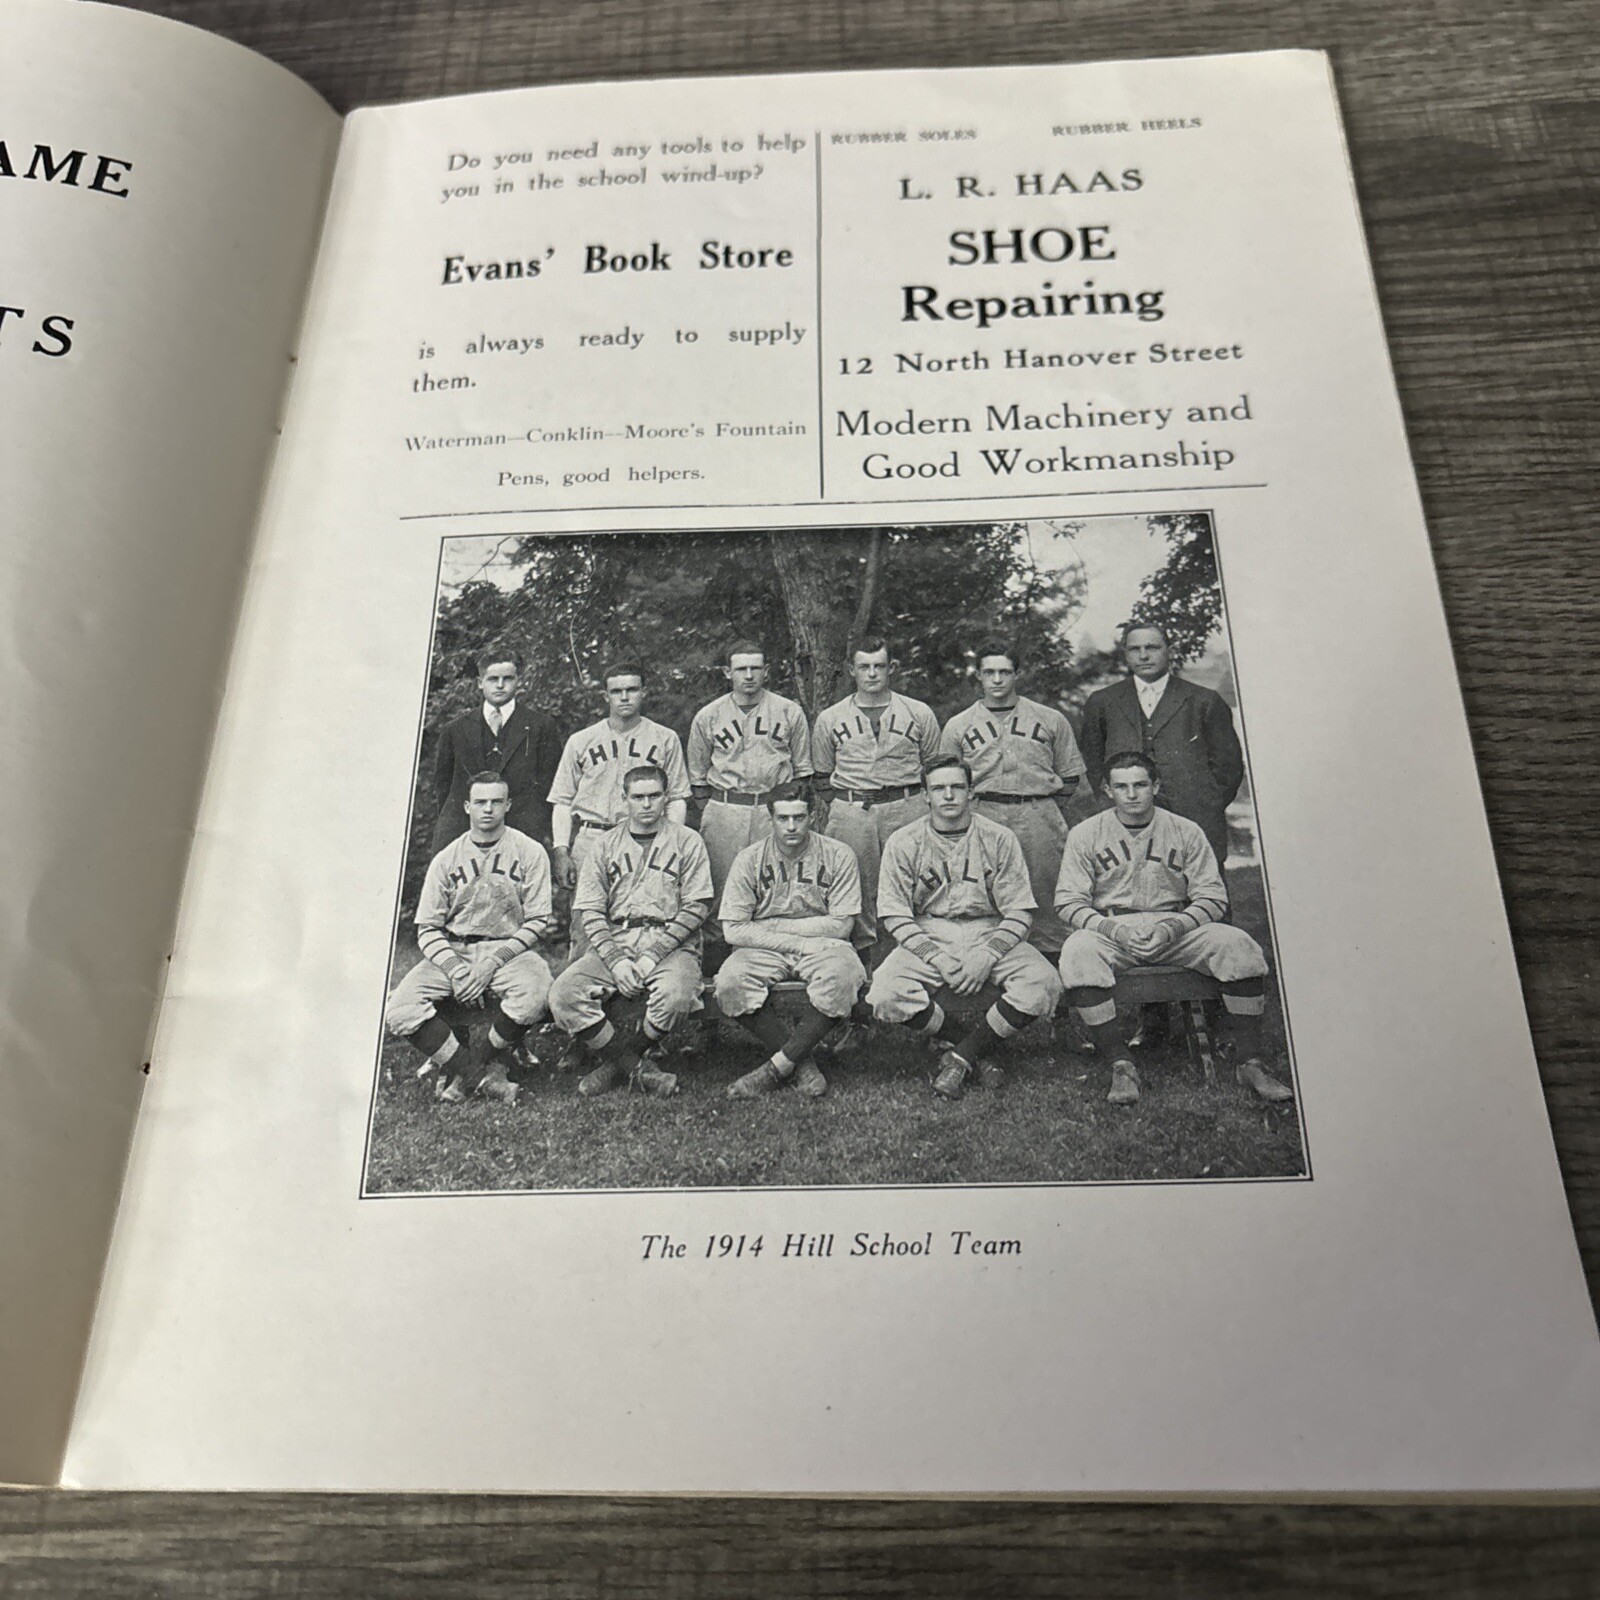 AME
TS
Do you need any tools to help
you in the school wind-up?
Evans' Book Store
is always ready to supply
them.
Waterman—Conklin—Moore's Fountain
Pens, good helpers.
RUBBER SOLES RUBBER HEELS
L. R. HAAS
SHOE
Repairing
12 North Hanover Street
Modern Machinery and
Good Workmanship
HILL
HILL
HILL
HILL
HILL
HILL
HILL
HILL
HILL
The 1914 Hill School Team